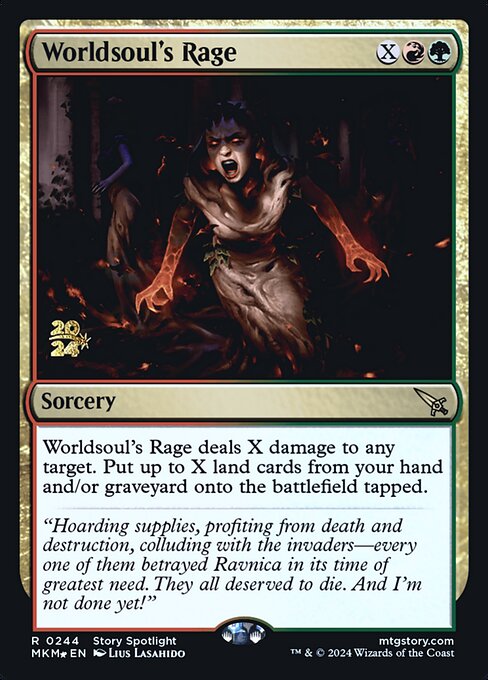 Worldsoul's Rage X
2024
Sorcery
Worldsoul's Rage deals X damage to any
target. Put up to X land cards from your hand
and/or graveyard onto the battlefield tapped.
“Hoarding supplies, profiting from death and
destruction, colluding with the invaders—every
one of them betrayed Ravnica in its time of
greatest need. They all deserved to die. And I'm
not done yet!”
R 0244 Story Spotlight mtgstory.com
MKM★EN Lius Lasahido ™ & © 2024 Wizards of the Coast